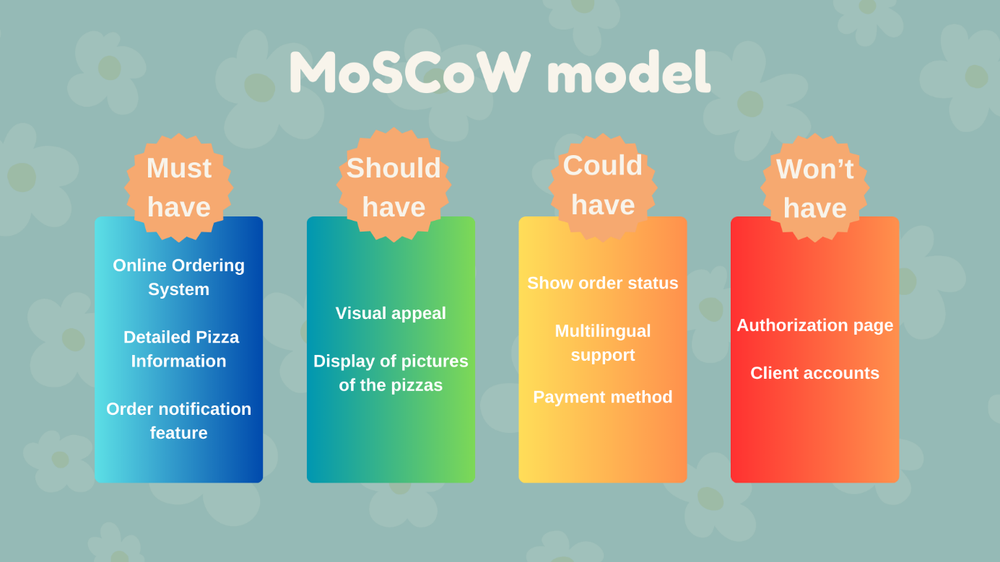 MoSCoW model
Must
have
Online Ordering
System
Detailed Pizza
Information
Order notification
feature
Should
have
Visual appeal
Display of pictures
of the pizzas
Could
have
Show order status
Multilingual
support
Payment method
Won’t
have
Authorization page
Client accounts